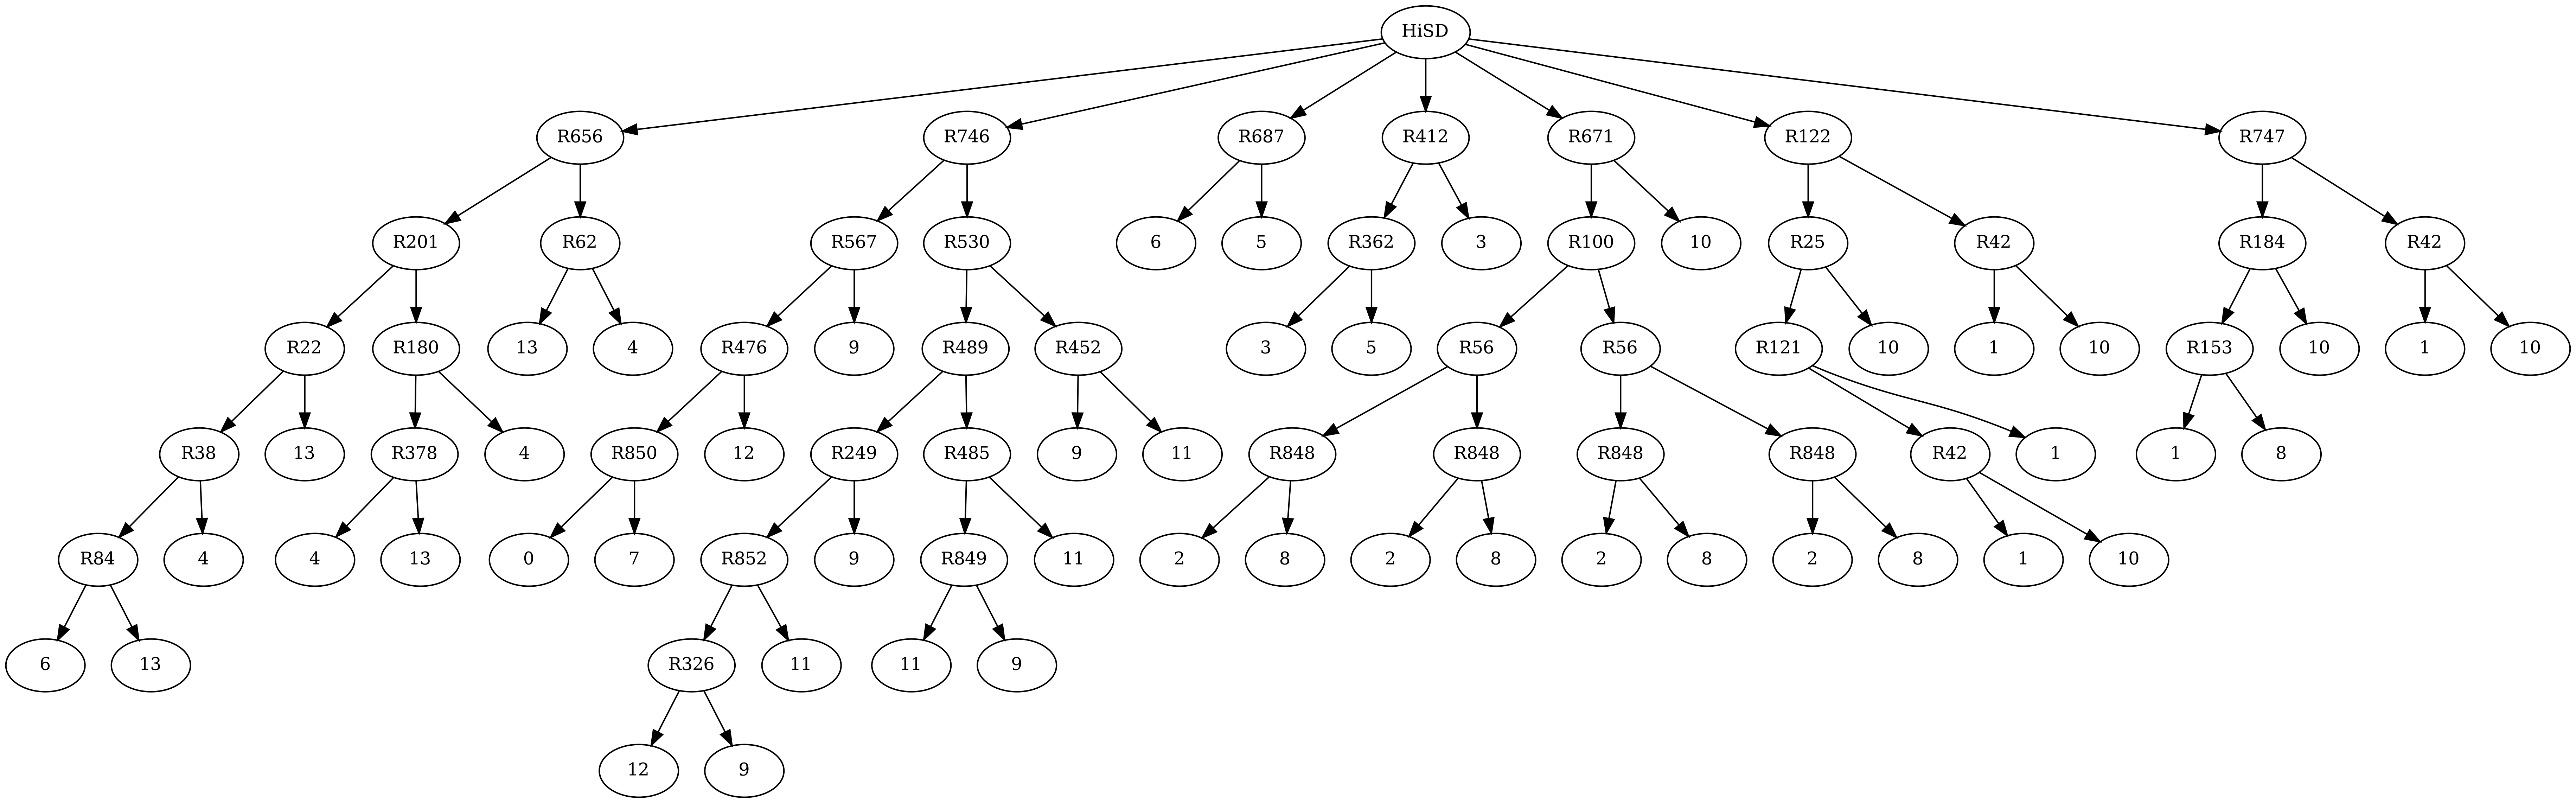 HiSD
R656 R746 R687 R412 R671 R122 R747
R201 R62 R567 R530 6 5 R362 3 R100 10 R25 R42 R184 R42
R22 R180 13 4 R476 9 R489 R452 3 5 R56 R56 R121 10 1 10 R153 10 1 10
R38 13 R378 4 R850 12 R249 R485 9 11 R848 R848 R848 R848 R42 1 1 8
R84 4 4 13 0 7 R852 9 R849 11 2 8 2 8 2 8 2 8 1 10
6 13 R326 11 11 9
12 9